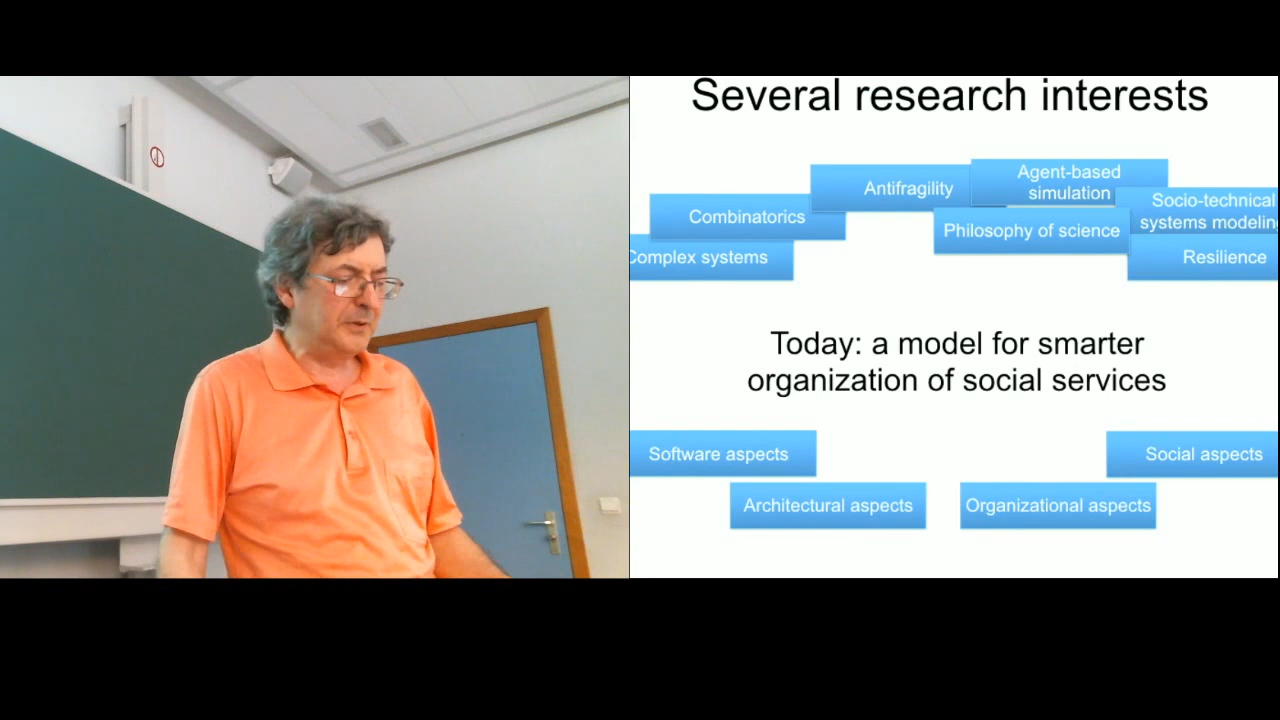 Several research interests
Agent-based
simulation
Antifragility
Socio-technical
systems modeling
Combinatorics
Philosophy of science
Complex systems
Resilience
Today: a model for smarter
organization of social services
Software aspects
Social aspects
Architectural aspects
Organizational aspects